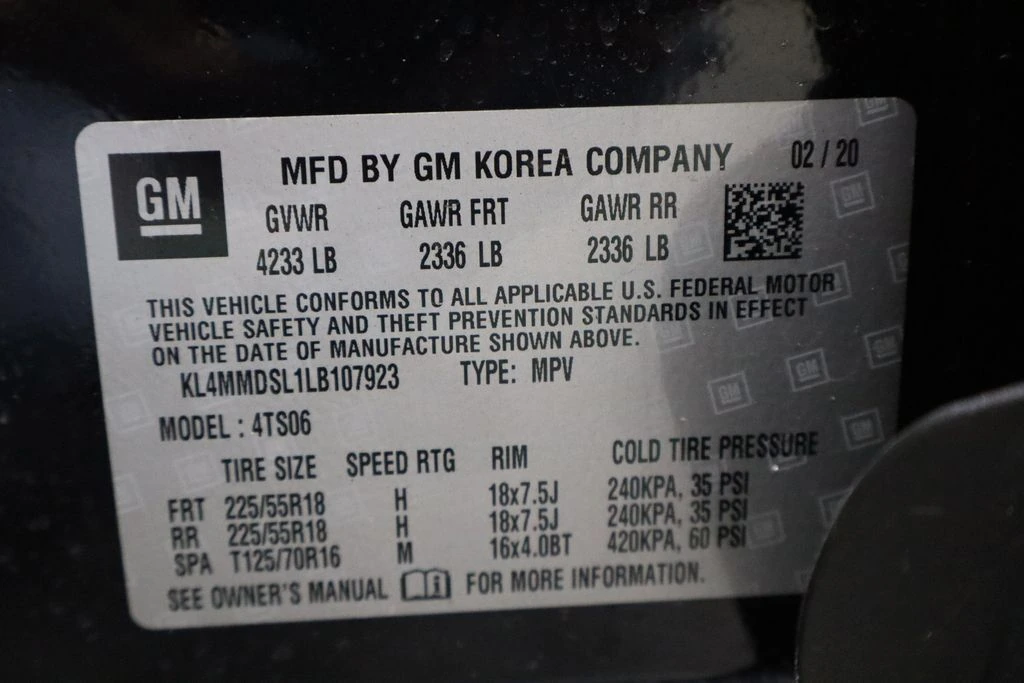 GM
MFD BY GM KOREA COMPANY 02 / 20
GVWR GAWR FRT GAWR RR
4233 LB 2336 LB 2336 LB
THIS VEHICLE CONFORMS TO ALL APPLICABLE U.S. FEDERAL MOTOR
VEHICLE SAFETY AND THEFT PREVENTION STANDARDS IN EFFECT
ON THE DATE OF MANUFACTURE SHOWN ABOVE.
KL4MMDSL1LB107923 TYPE: MPV
MODEL : 4TS06
TIRE SIZE SPEED RTG RIM COLD TIRE PRESSURE
FRT 225/55R18 H 18x7.5J 240KPA, 35 PSI
RR 225/55R18 H 18x7.5J 240KPA, 35 PSI
SPA T125/70R16 M 16x4.0BT 420KPA, 60 PSI
SEE OWNER'S MANUAL FOR MORE INFORMATION.